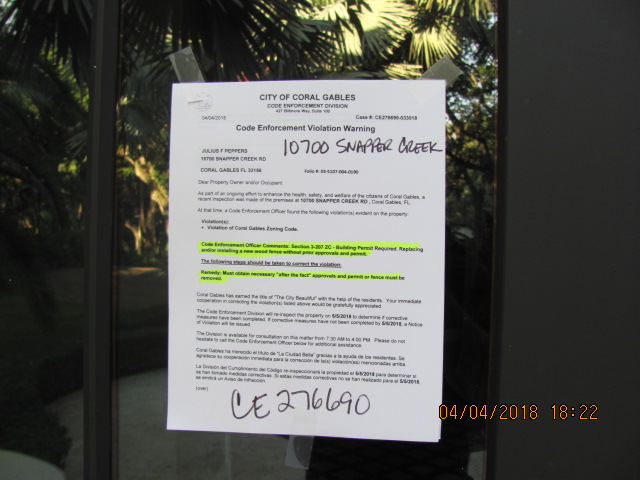 CITY OF CORAL GABLES
CODE ENFORCEMENT DIVISION
427 Biltmore Way, Suite 100
04/04/2018
Case #: CE276690-033018
Code Enforcement Violation Warning
JULIUS F PEPPERS
10700 SNAPPER CREEK
10700 SNAPPER CREEK RD
CORAL GABLES FL 33156
Folio #: 03-5107-004-0100
Dear Property Owner and/or Occupant:
As part of an ongoing effort to enhance the health, safety, and welfare of the citizens of Coral Gables, a
recent inspection was made of the premises at 10700 SNAPPER CREEK RD , Coral Gables, FL.
At that time, a Code Enforcement Officer found the following violation(s) evident on the property:
Violation(s):
• Violation of Coral Gables Zoning Code.
Code Enforcement Officer Comments: Section 3-207 ZC - Building Permit Required. Replacing
and/or installing a new wood fence without prior approvals and permit.
The following steps should be taken to correct the violation:
Remedy: Must obtain necessary "after the fact" approvals and permit or fence must be
removed.
Coral Gables has earned the title of "The City Beautiful" with the help of the residents. Your immediate
cooperation in correcting the violation(s) listed above would be gratefully appreciated.
The Code Enforcement Division will re-inspect the property on 5/5/2018 to determine if corrective
measures have been completed. If corrective measures have not been completed by 5/5/2018, a Notice
of Violation will be issued.
The Division is available for consultation on this matter from 7:30 AM to 4:00 PM. Please do not
hesitate to call the Code Enforcement Officer below for additional assistance.
Coral Gables ha merecido el título de "La Ciudad Bella" gracias a la ayuda de los residentes. Se
agradece su cooperación inmediata para la corrección de la(s) violación(es) mencionadas arriba.
La División del Cumplimiento del Código re-inspeccionará la propiedad el 5/5/2018 para determinar si
se han tomado medidas correctivas. Si estas medidas correctivas no se han realizado para el 5/5/2018,
se emitirá un Aviso de Infracción.
(over)
CE 276690
04/04/2018 18:22